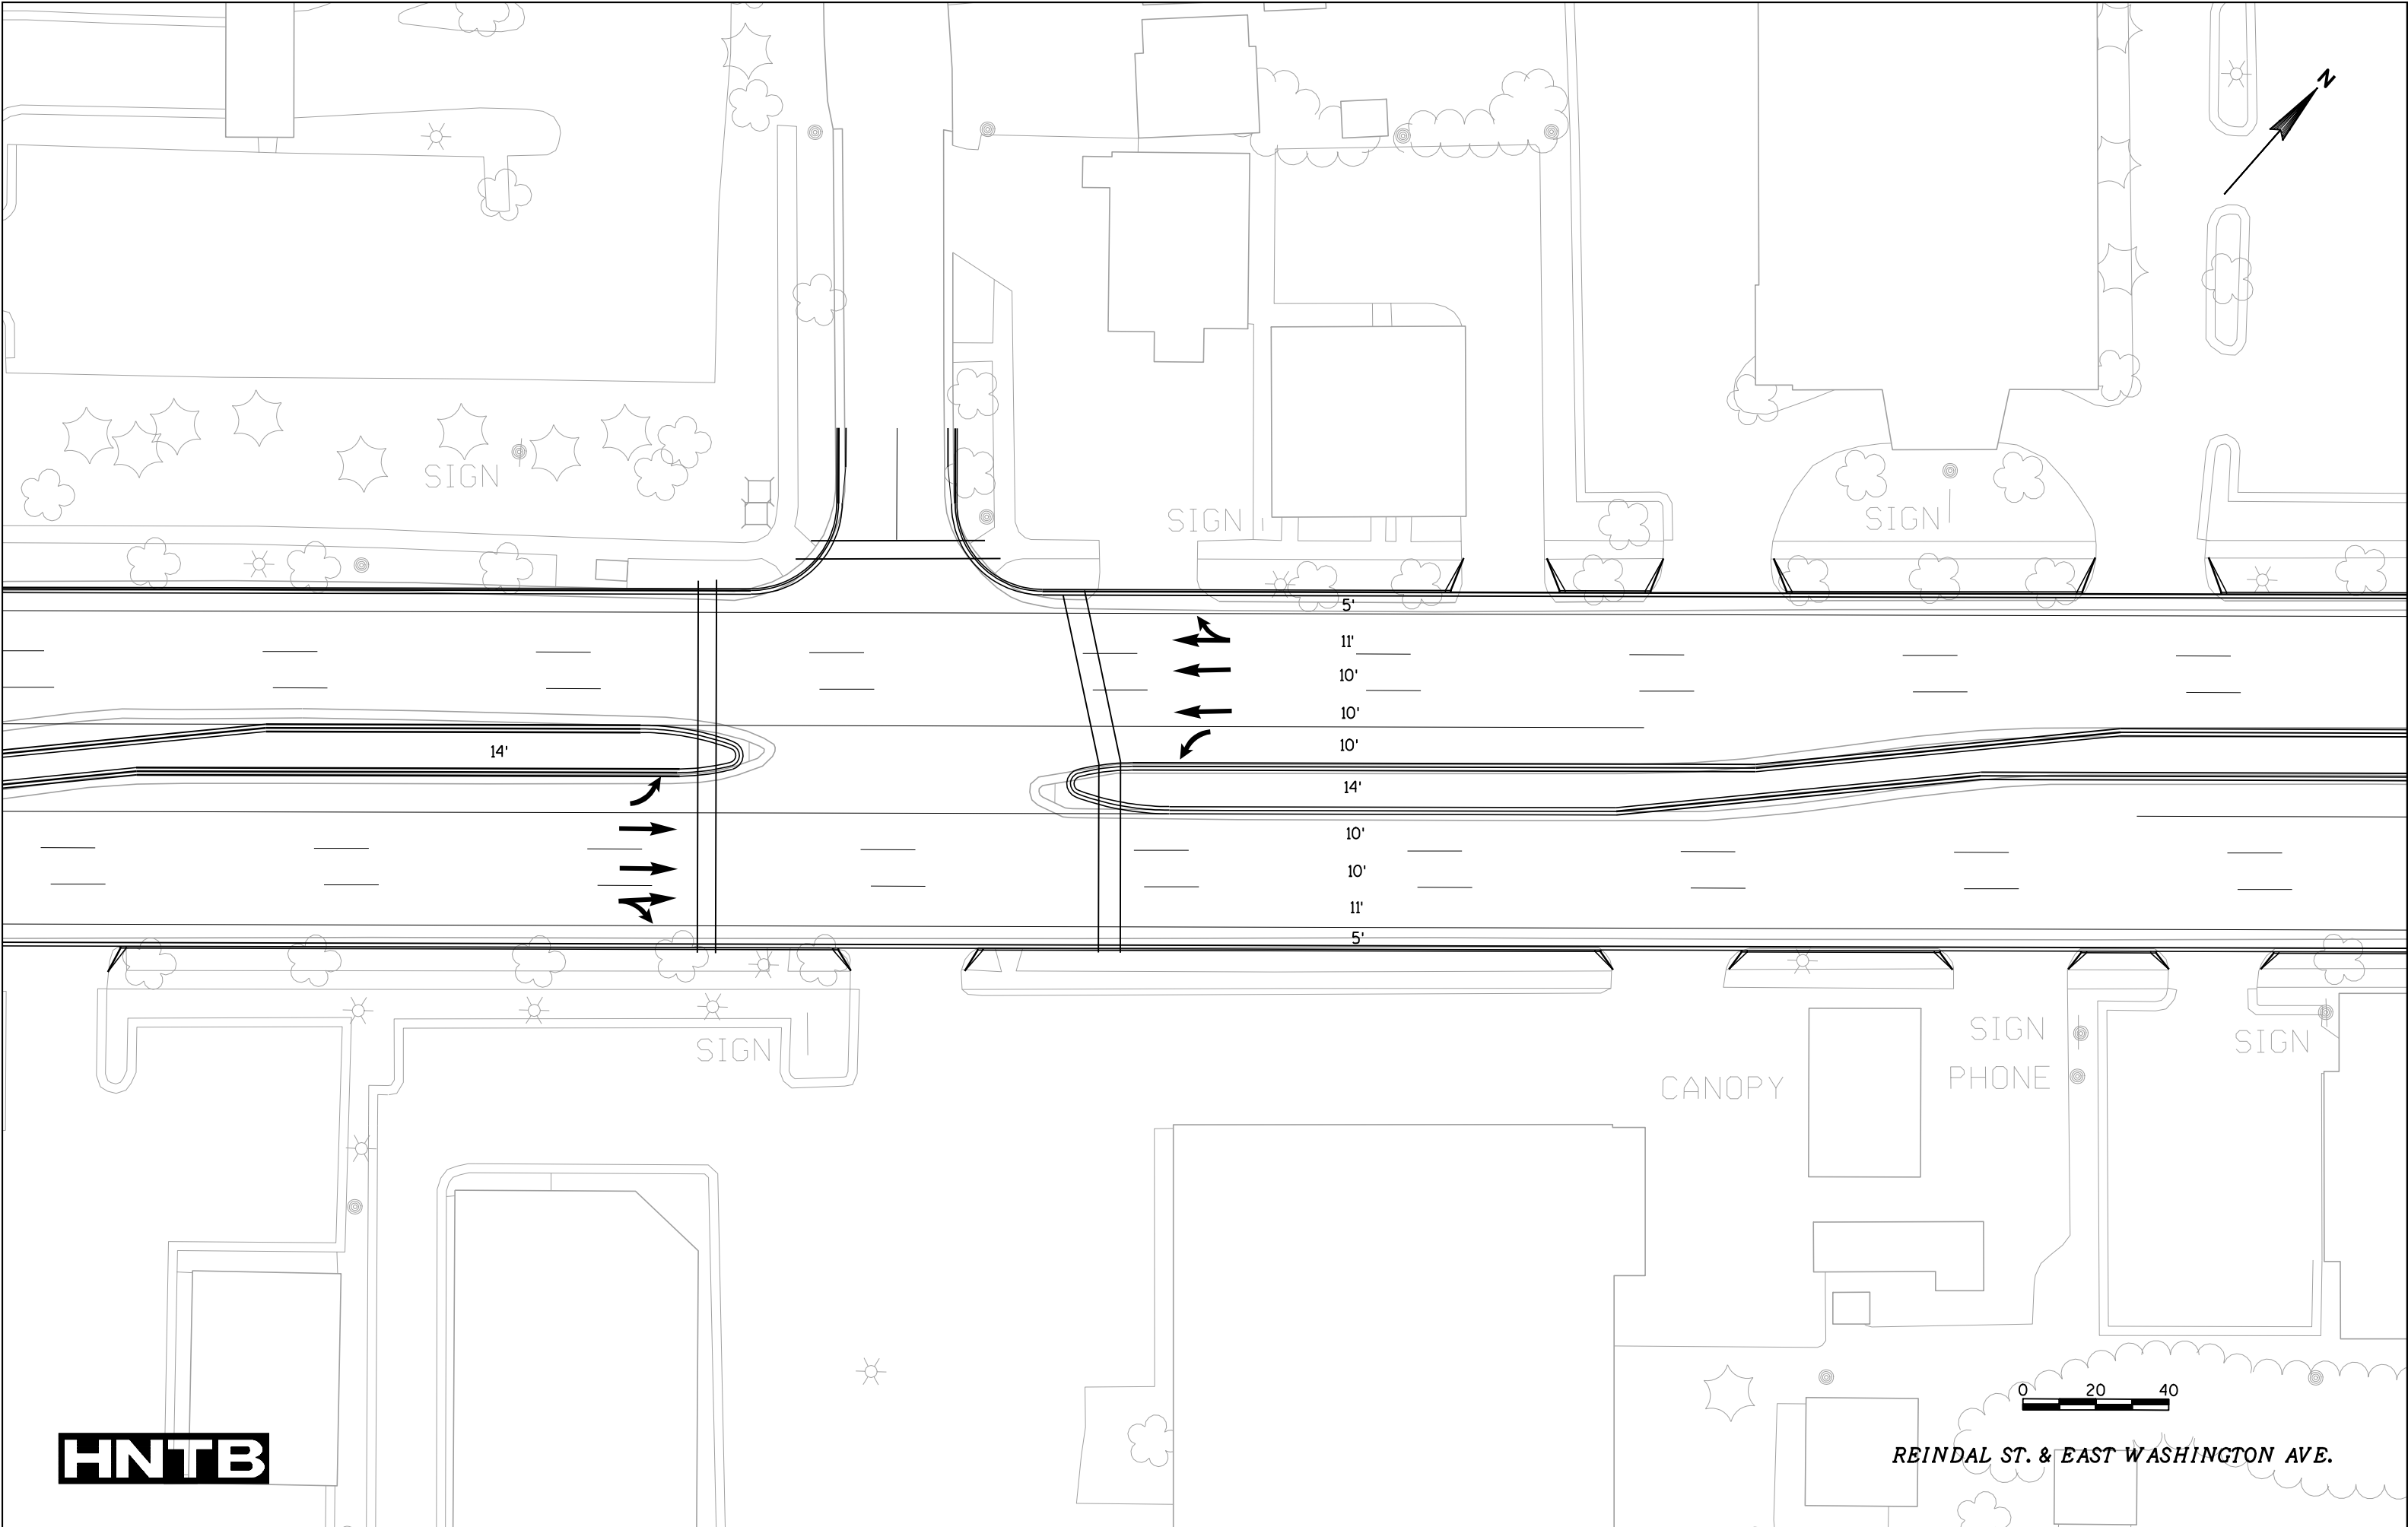 N
SIGN
SIGN
SIGN
5'
11'
10'
10'
10'
14'
14'
10'
10'
11'
5'
SIGN
SIGN
SIGN
PHONE
CANOPY
0 20 40
HNTB
REINDAL ST. & EAST WASHINGTON AVE.